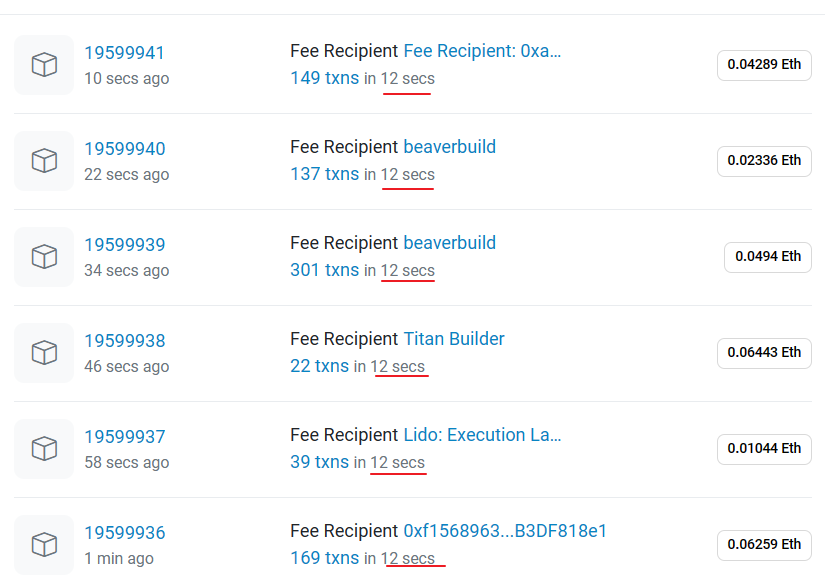 19599941 Fee Recipient Fee Recipient: 0xa...
10 secs ago 149 txns in 12 secs 0.04289 Eth
19599940 Fee Recipient beaverbuild
22 secs ago 137 txns in 12 secs 0.02336 Eth
19599939 Fee Recipient beaverbuild
34 secs ago 301 txns in 12 secs 0.0494 Eth
19599938 Fee Recipient Titan Builder
46 secs ago 22 txns in 12 secs 0.06443 Eth
19599937 Fee Recipient Lido: Execution La...
58 secs ago 39 txns in 12 secs 0.01044 Eth
19599936 Fee Recipient 0xf1568963...B3DF818e1
1 min ago 169 txns in 12 secs 0.06259 Eth